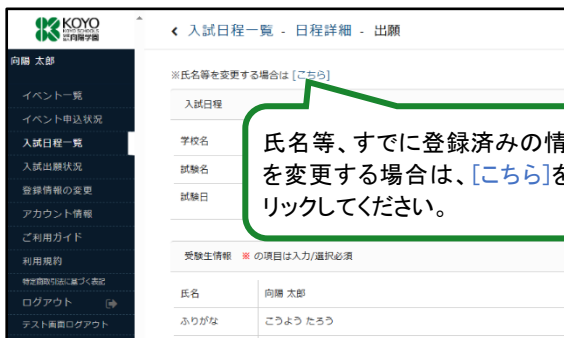 KOYO
向陽学園
入試日程一覧 - 日程詳細 - 出願
向陽 太郎
※氏名等を変更する場合は [こちら]
イベント一覧
イベント申込状況
入試日程一覧
入試出願状況
登録情報の変更
アカウント情報
ご利用ガイド
利用規約
特定商取引法に基づく表記
ログアウト
テスト画面ログアウト
入試日程
学校名
試験名
試験日
氏名等、すでに登録済みの情
を変更する場合は、[こちら]を
リックしてください。
受験生情報 ※ の項目は入力/選択必須
氏名 向陽 太郎
ふりがな こうよう たろう